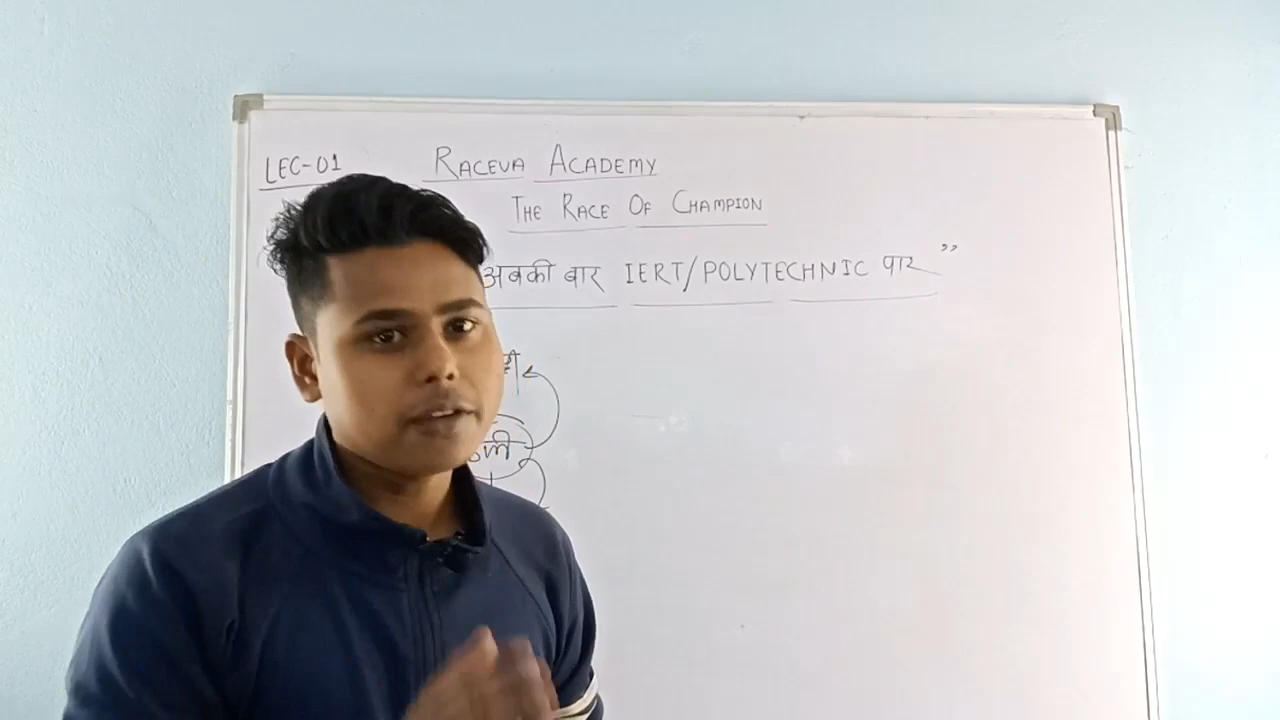 LEC-01 RACEVA ACADEMY
THE RACE OF CHAMPION
अबकी बार IERT/POLYTECHNIC पार”